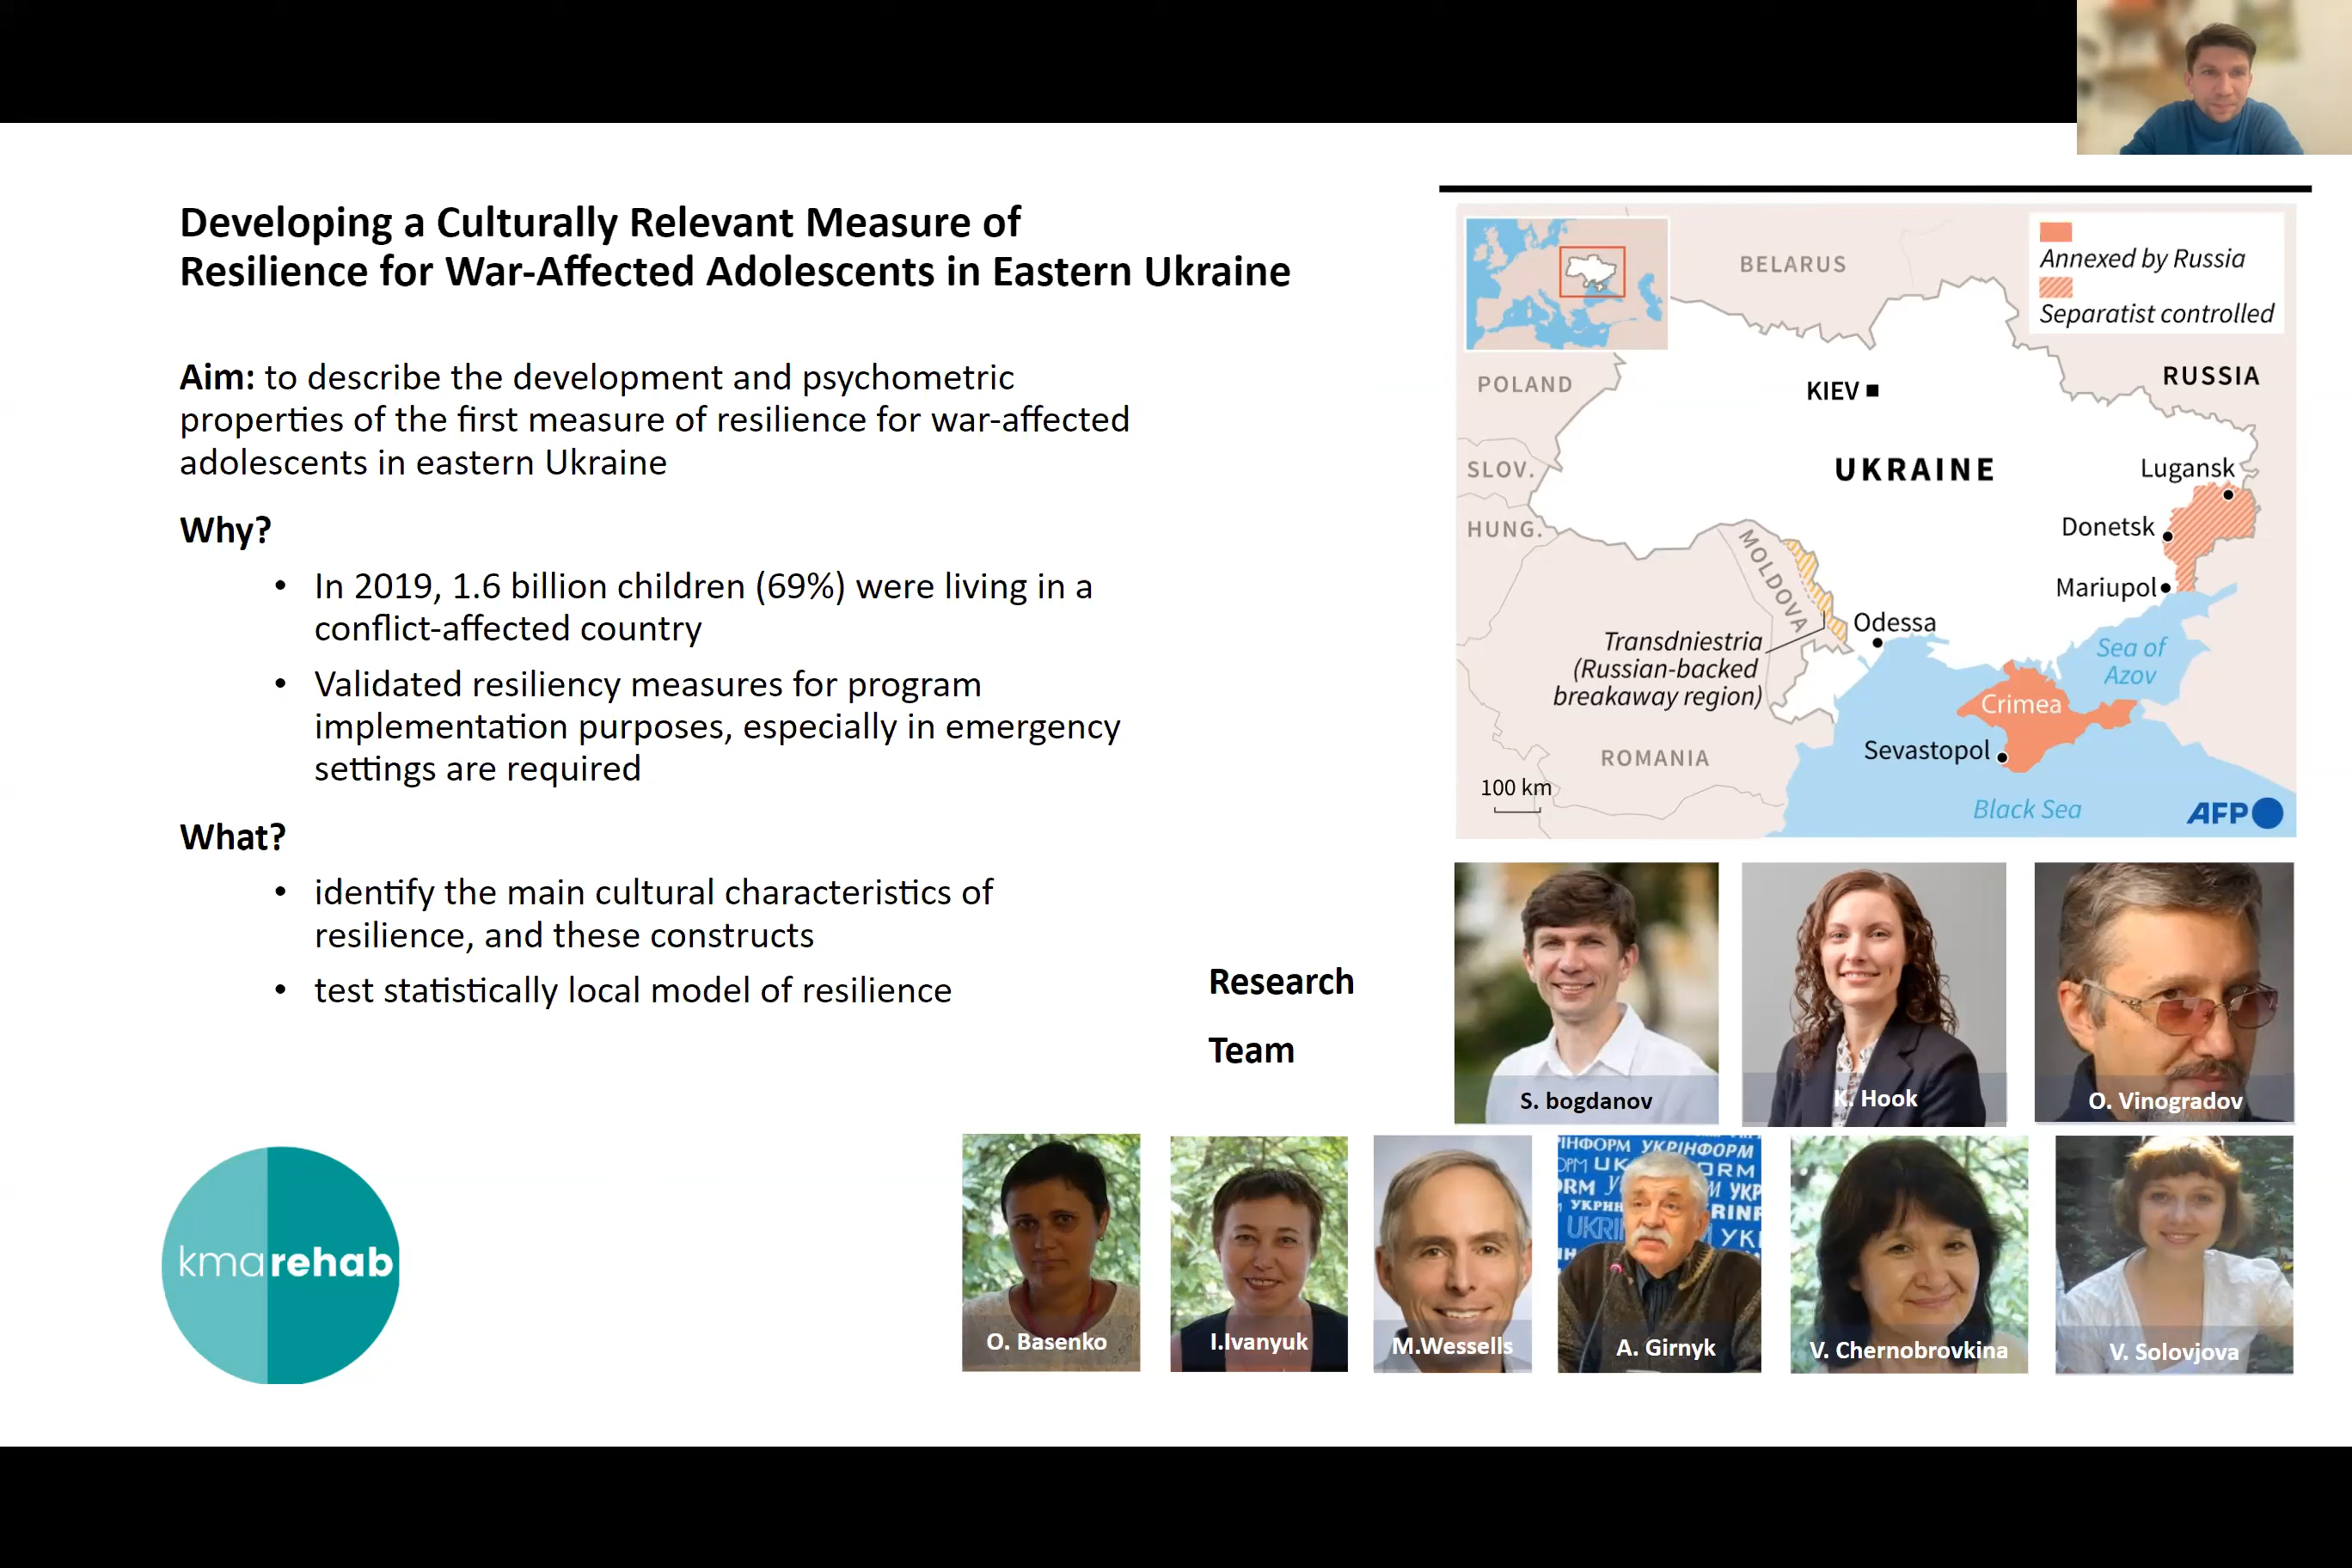 Developing a Culturally Relevant Measure of
Resilience for War-Affected Adolescents in Eastern Ukraine
Aim: to describe the development and psychometric
properties of the first measure of resilience for war-affected
adolescents in eastern Ukraine
Why?
• In 2019, 1.6 billion children (69%) were living in a
conflict-affected country
• Validated resiliency measures for program
implementation purposes, especially in emergency
settings are required
What?
• identify the main cultural characteristics of
resilience, and these constructs
• test statistically local model of resilience
Annexed by Russia
Separatist controlled
BELARUS
POLAND
RUSSIA
KIEV
UKRAINE
SLOV.
Lugansk
HUNG.
Donetsk
MOLDOVA
Mariupol
Odessa
Transdniestria
(Russian-backed
breakaway region)
Sea of
Azov
Crimea
ROMANIA
Sevastopol
100 km
Black Sea
AFP
Research
Team
S. bogdanov
K. Hook
O. Vinogradov
kmarehab
O. Basenko
I.Ivanyuk
M.Wessells
УКРІНФОРМ
A. Girnyk
V. Chernobrovkina
V. Solovjova